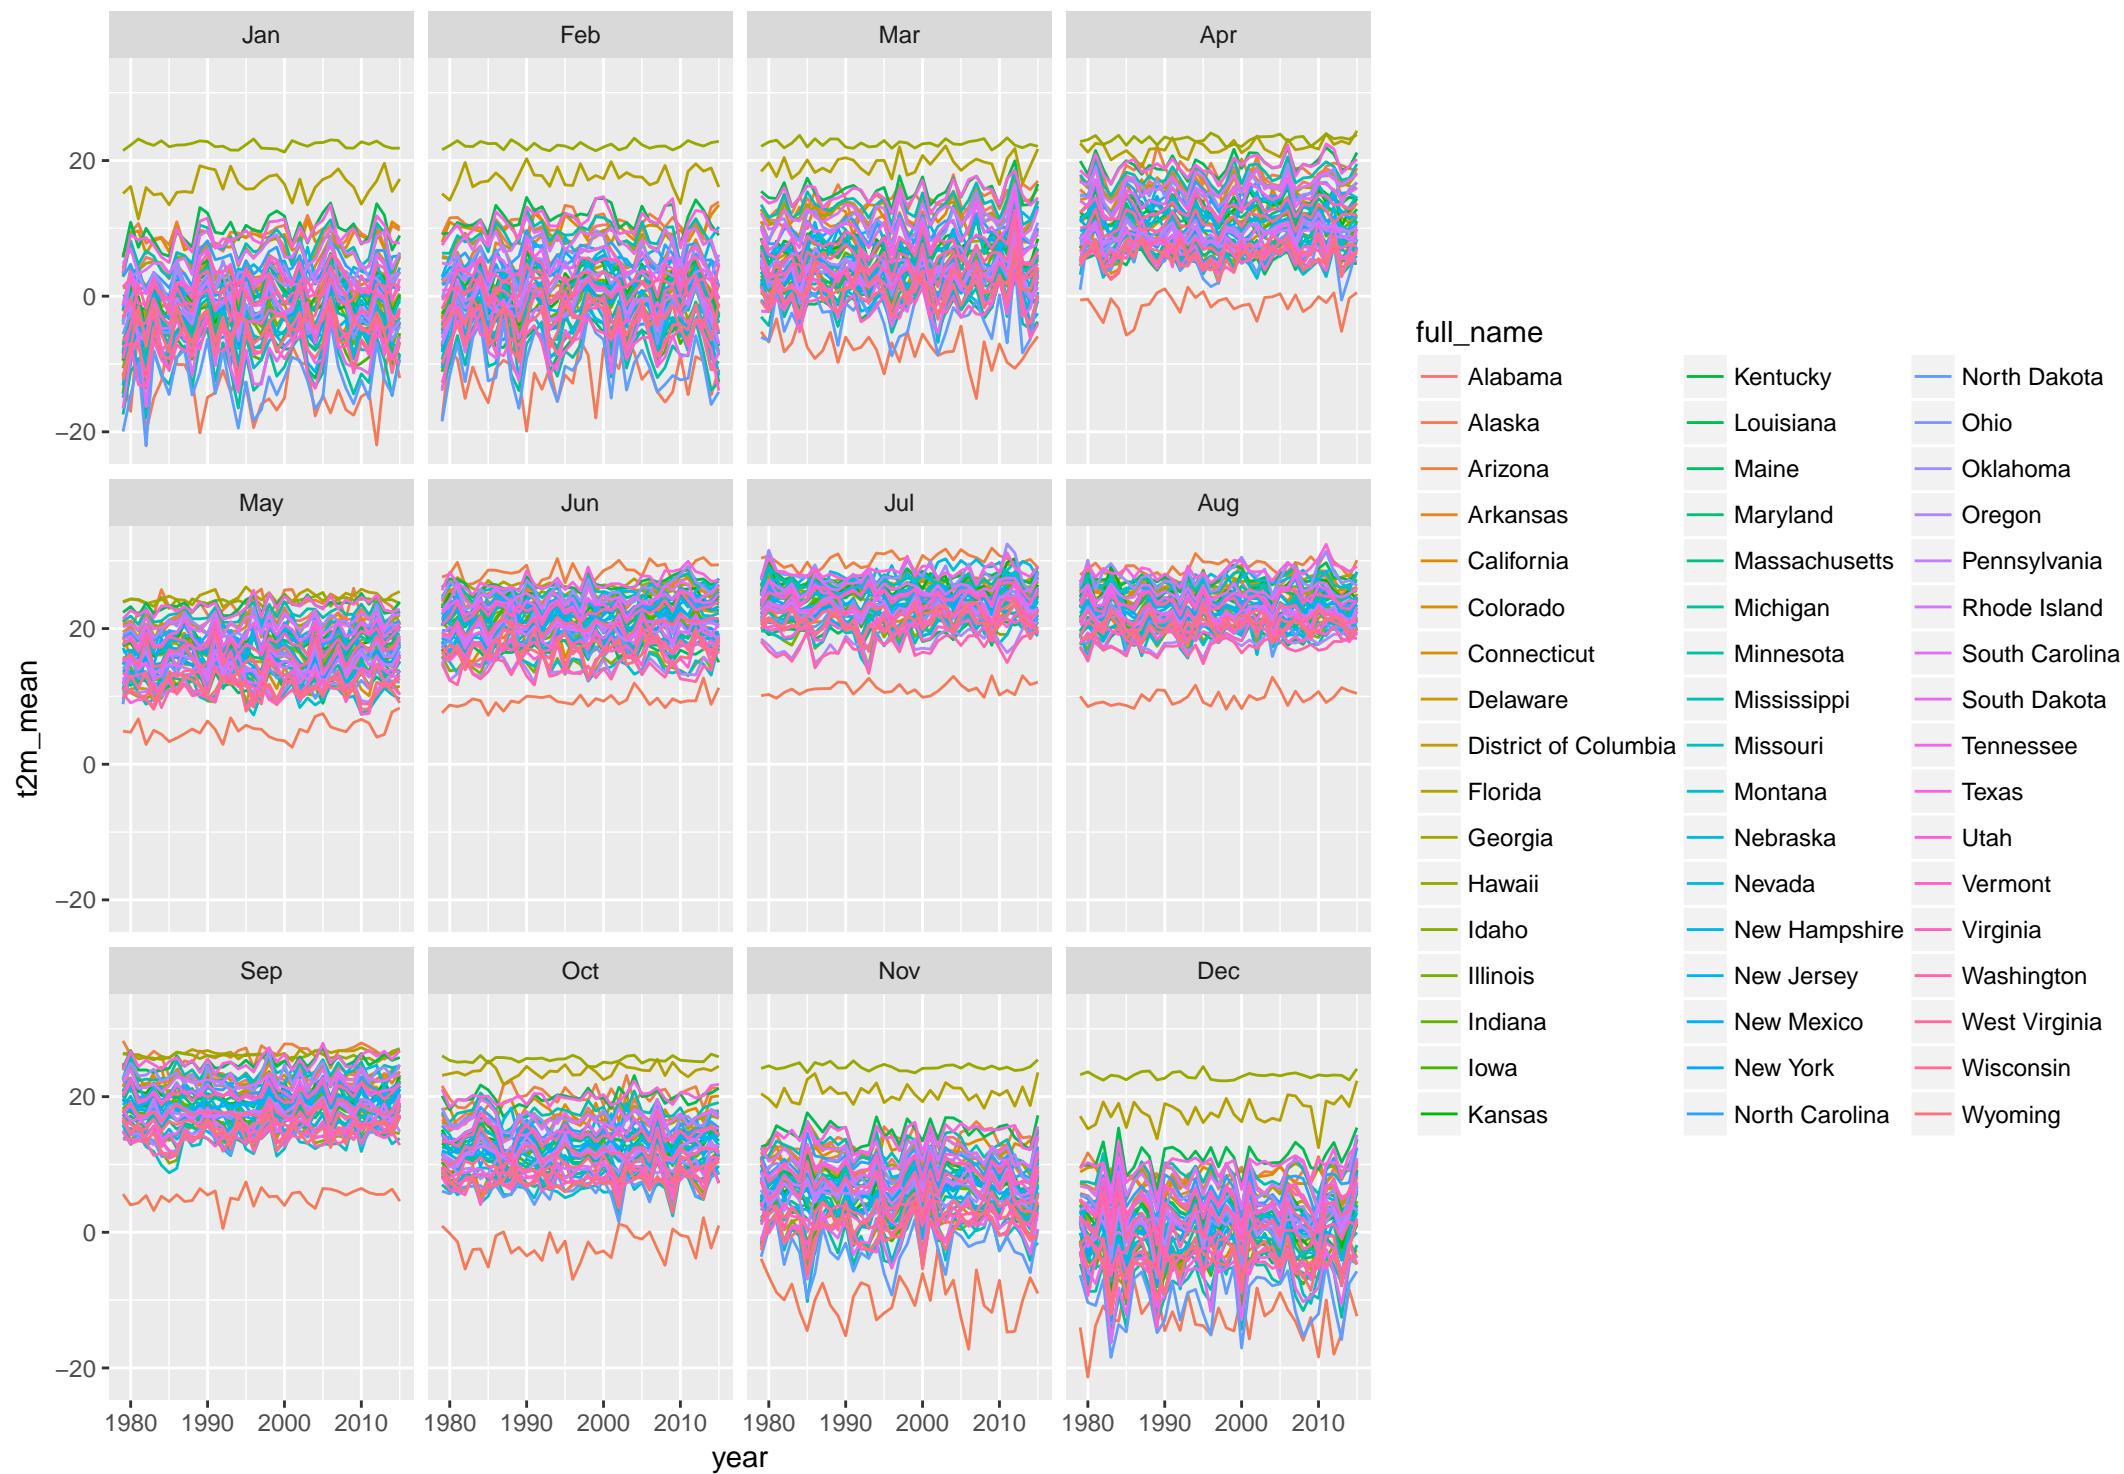 Jan Feb Mar Apr
20
0
−20
May Jun Jul Aug
20
0
−20
Sep Oct Nov Dec
20
0
−20
1980 1990 2000 2010 1980 1990 2000 2010 1980 1990 2000 2010 1980 1990 2000 2010
year
t2m_mean
full_name
Alabama
Alaska
Arizona
Arkansas
California
Colorado
Connecticut
Delaware
District of Columbia
Florida
Georgia
Hawaii
Idaho
Illinois
Indiana
Iowa
Kansas
Kentucky
Louisiana
Maine
Maryland
Massachusetts
Michigan
Minnesota
Mississippi
Missouri
Montana
Nebraska
Nevada
New Hampshire
New Jersey
New Mexico
New York
North Carolina
North Dakota
Ohio
Oklahoma
Oregon
Pennsylvania
Rhode Island
South Carolina
South Dakota
Tennessee
Texas
Utah
Vermont
Virginia
Washington
West Virginia
Wisconsin
Wyoming